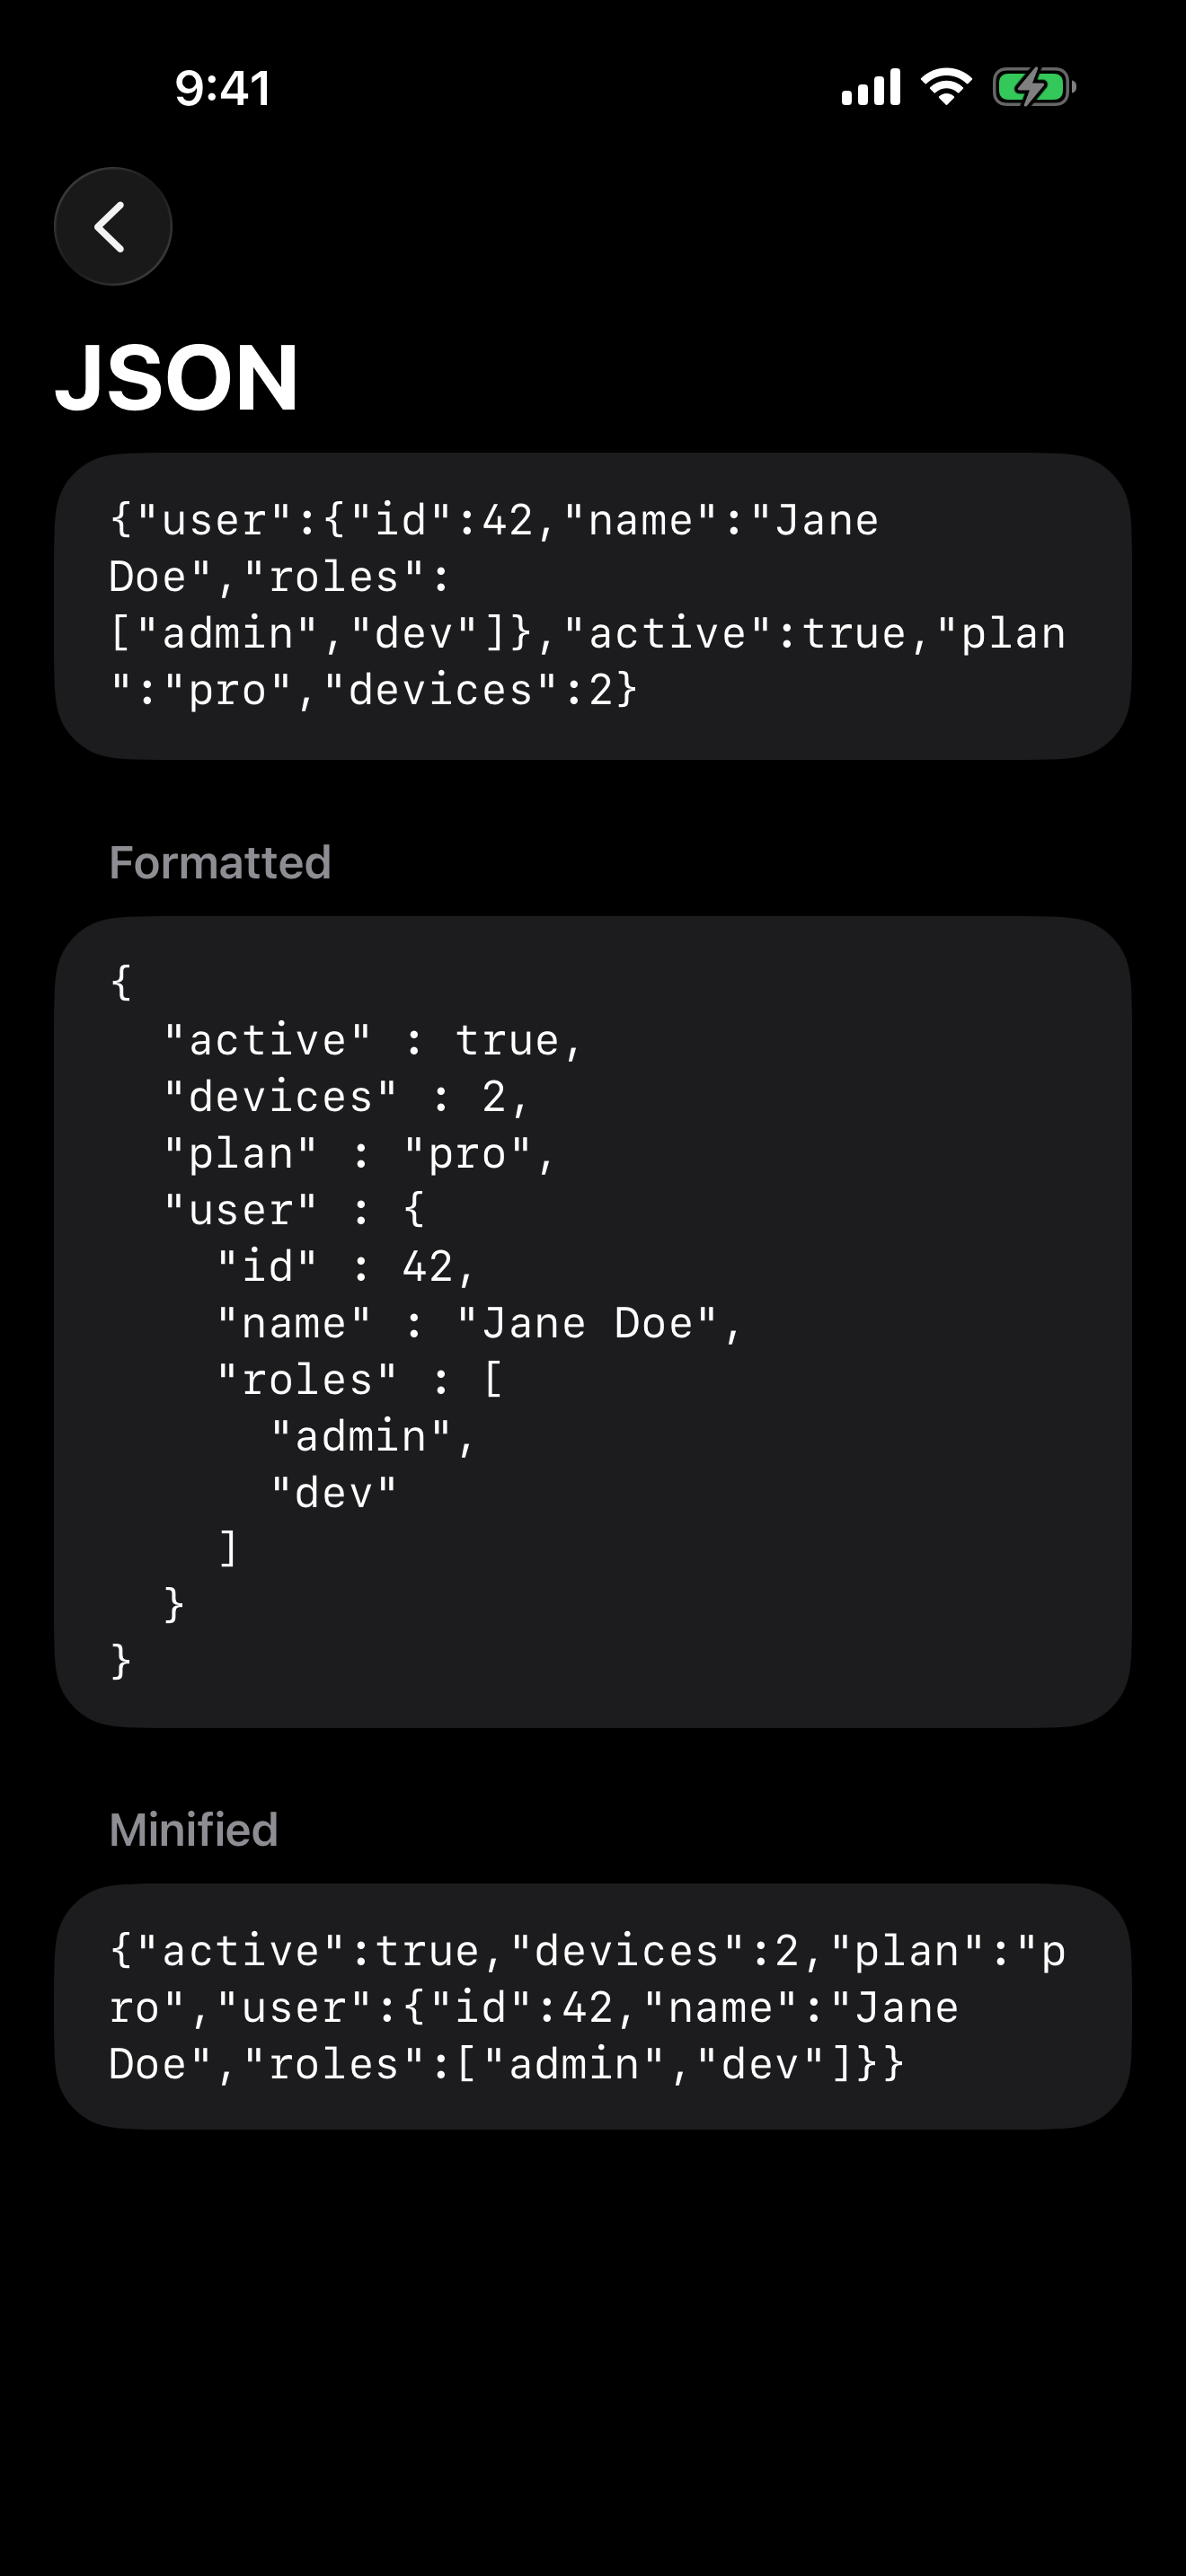 9:41
JSON
{"user":{"id":42,"name":"Jane
Doe","roles":
["admin","dev"]},"active":true,"plan
":"pro","devices":2}
Formatted
{
  "active" : true,
  "devices" : 2,
  "plan" : "pro",
  "user" : {
    "id" : 42,
    "name" : "Jane Doe",
    "roles" : [
      "admin",
      "dev"
    ]
  }
}
Minified
{"active":true,"devices":2,"plan":"p
ro","user":{"id":42,"name":"Jane
Doe","roles":["admin","dev"]}}